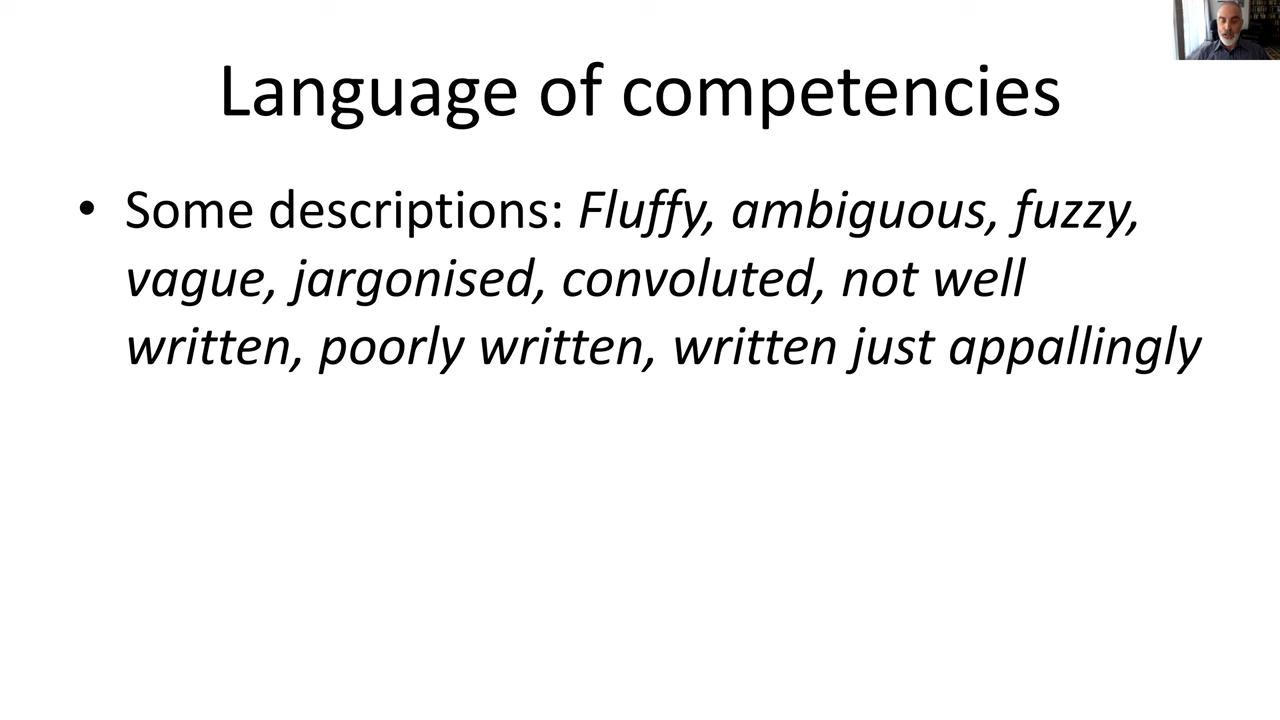 Language of competencies
• Some descriptions: Fluffy, ambiguous, fuzzy,
vague, jargonised, convoluted, not well
written, poorly written, written just appallingly